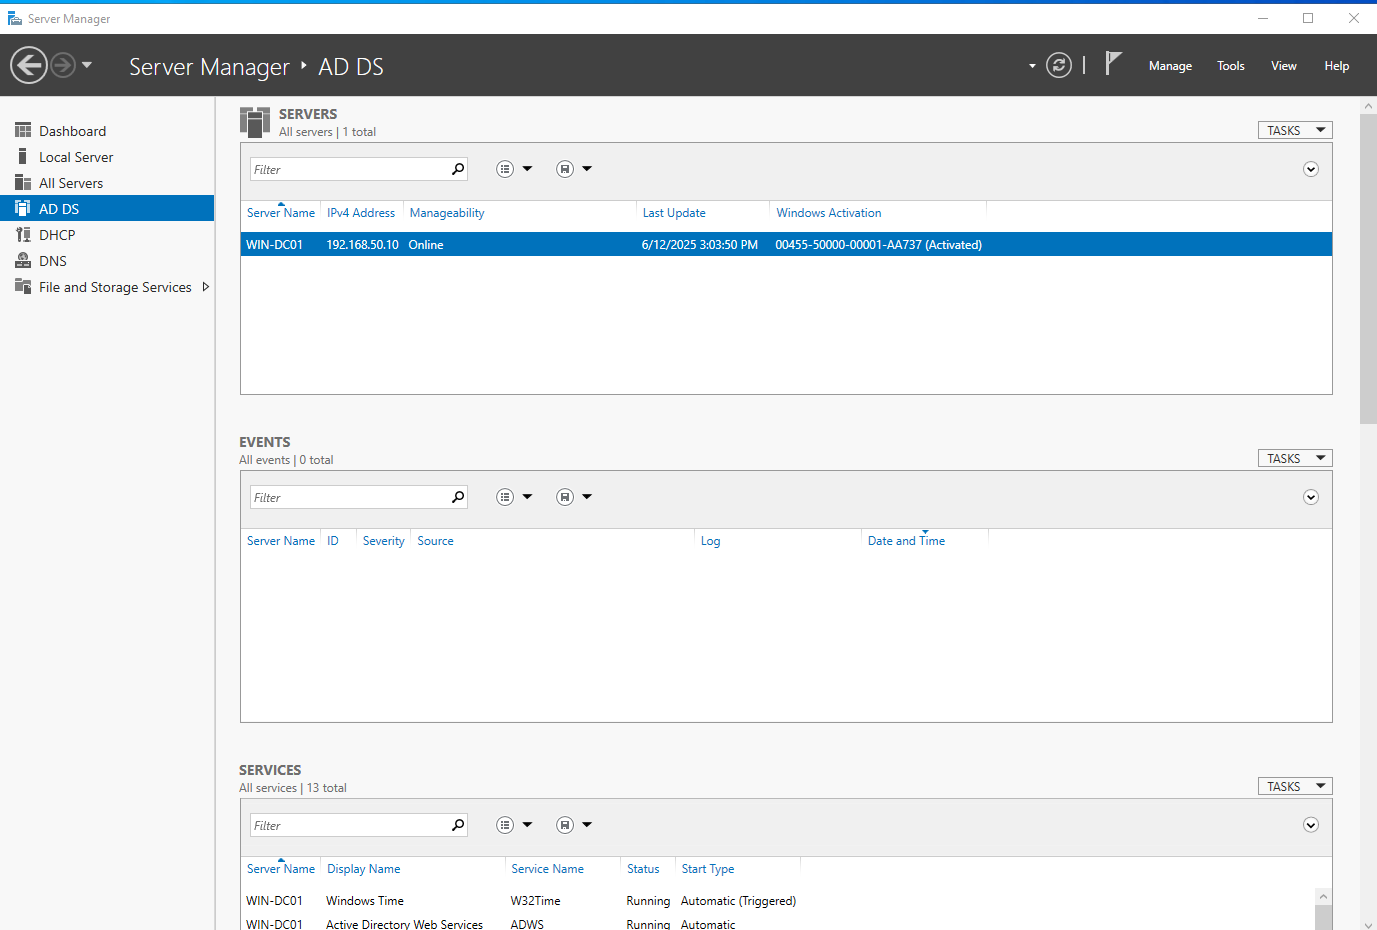 Server Manager
Server Manager ‣ AD DS
Manage Tools View Help
Dashboard
Local Server
All Servers
AD DS
DHCP
DNS
File and Storage Services
SERVERS
All servers | 1 total
TASKS
Filter
Server Name IPv4 Address Manageability Last Update Windows Activation
WIN-DC01 192.168.50.10 Online 6/12/2025 3:03:50 PM 00455-50000-00001-AA737 (Activated)
EVENTS
All events | 0 total
TASKS
Filter
Server Name ID Severity Source Log Date and Time
SERVICES
All services | 13 total
TASKS
Filter
Server Name Display Name Service Name Status Start Type
WIN-DC01 Windows Time W32Time Running Automatic (Triggered)
WIN-DC01 Active Directory Web Services ADWS Running Automatic